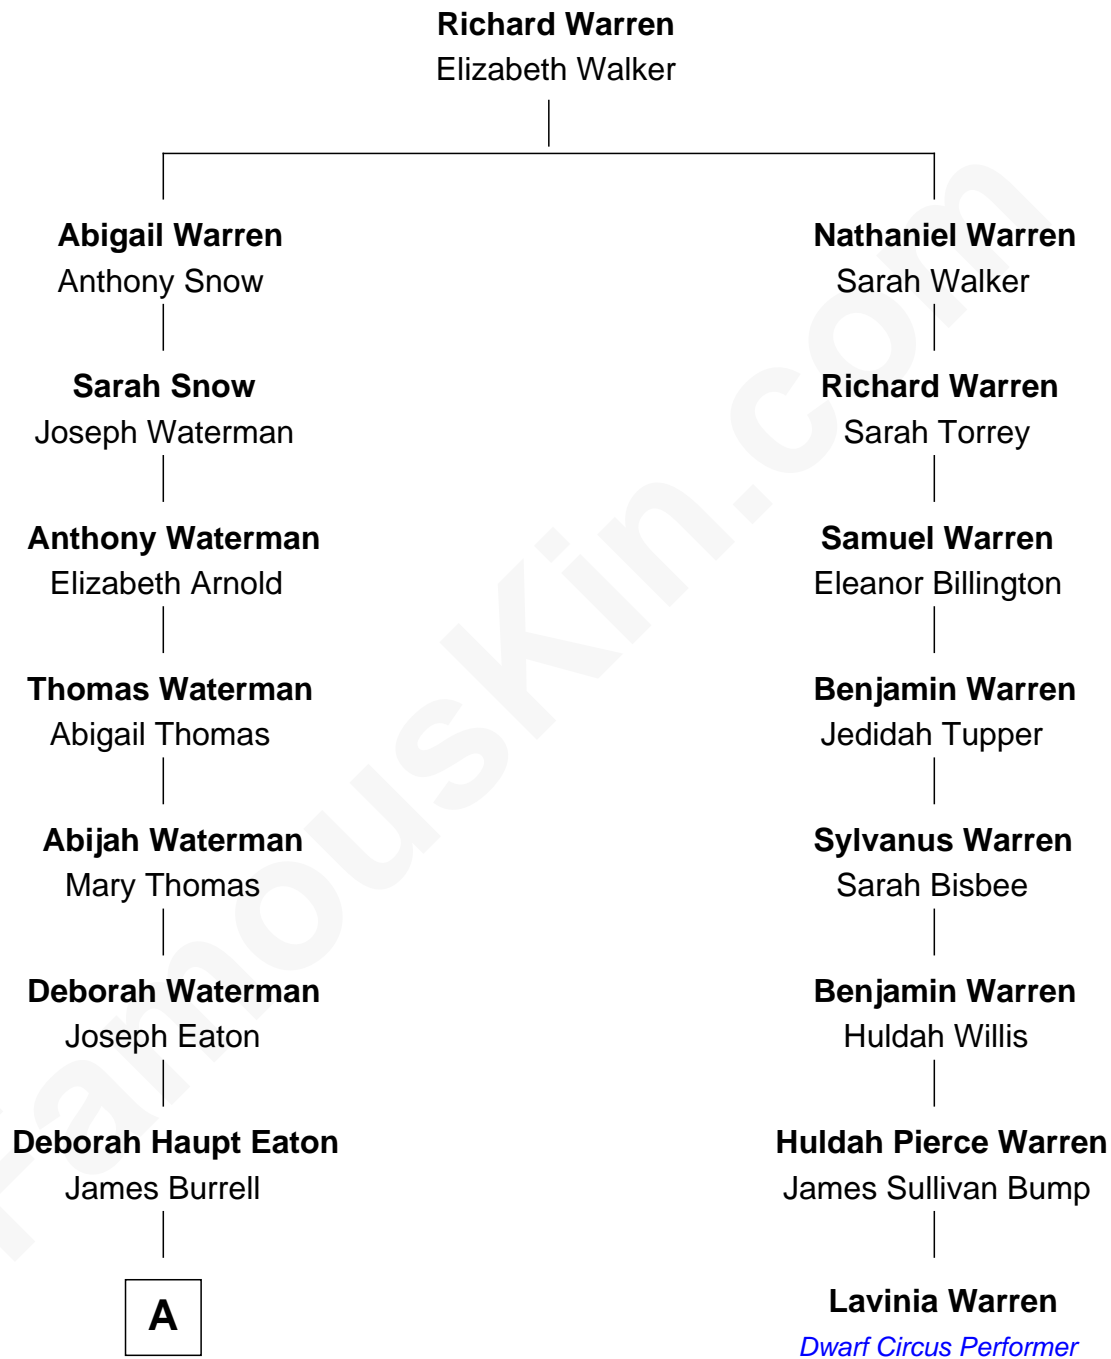 Richard Warren
Elizabeth Walker
Abigail Warren
Anthony Snow
Nathaniel Warren
Sarah Walker
Sarah Snow
Joseph Waterman
Richard Warren
Sarah Torrey
Anthony Waterman
Elizabeth Arnold
Samuel Warren
Eleanor Billington
Thomas Waterman
Abigail Thomas
Benjamin Warren
Jedidah Tupper
Abijah Waterman
Mary Thomas
Sylvanus Warren
Sarah Bisbee
Deborah Waterman
Joseph Eaton
Benjamin Warren
Huldah Willis
Deborah Haupt Eaton
James Burrell
Huldah Pierce Warren
James Sullivan Bump
A
Lavinia Warren
Dwarf Circus Performer
FamousKin.com